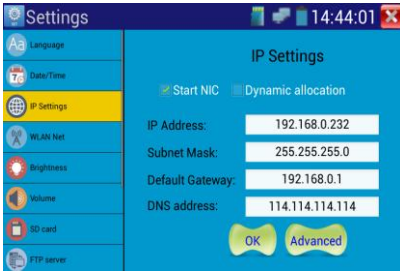 Settings
14:44:01
Language
Date/Time
IP Settings
WLAN Net
Brightness
Volume
SD card
FTP server
IP Settings
Start NIC Dynamic allocation
IP Address: 192.168.0.232
Subnet Mask: 255.255.255.0
Default Gateway: 192.168.0.1
DNS address: 114.114.114.114
OK Advanced